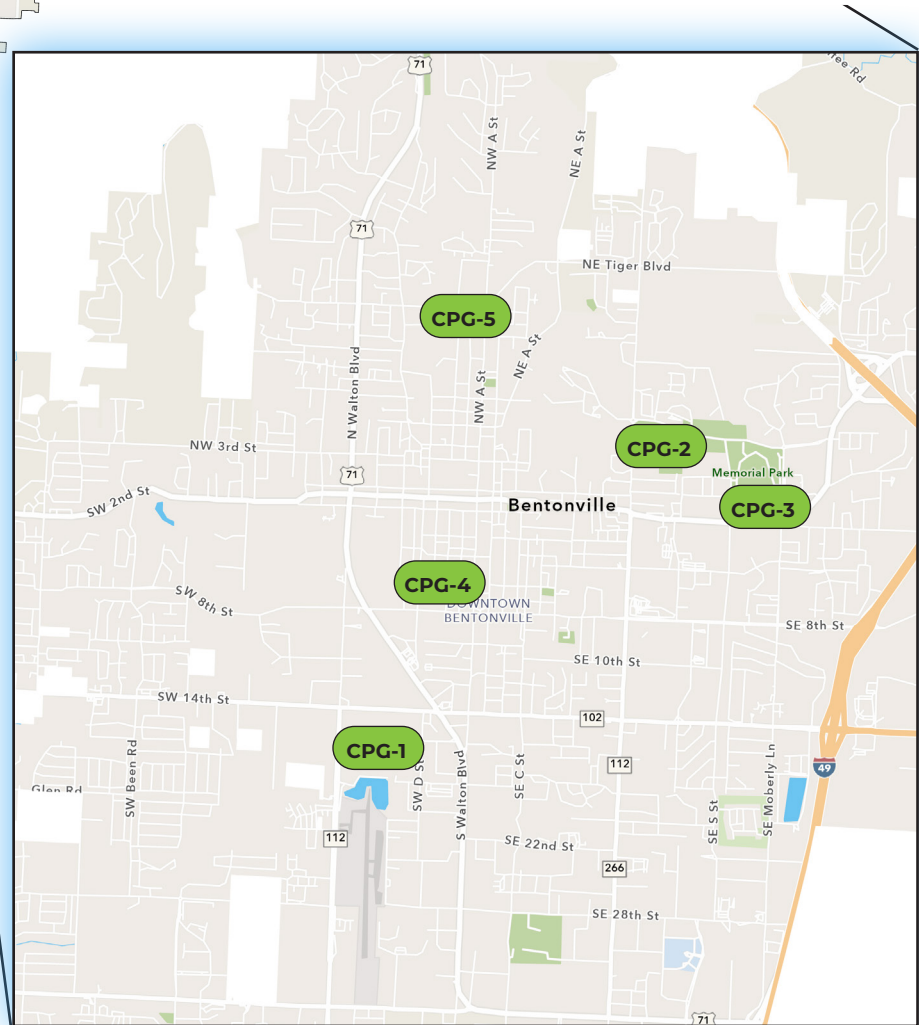 71
NW A St
NE A St
71
NE Tiger Blvd
CPG-5
NE A St
N Walton Blvd
NW A St
NW 3rd St
CPG-2
71
Memorial Park
SW 2nd St
Bentonville
CPG-3
CPG-4
SW 8th St
DOWNTOWN
BENTONVILLE
SE 8th St
SE 10th St
SW 14th St
102
CPG-1
112
49
SW Been Rd
Glen Rd
SW D St
S Walton Blvd
SE C St
SE S St
SE Moberly Ln
112
SE 22nd St
266
SE 28th St
71